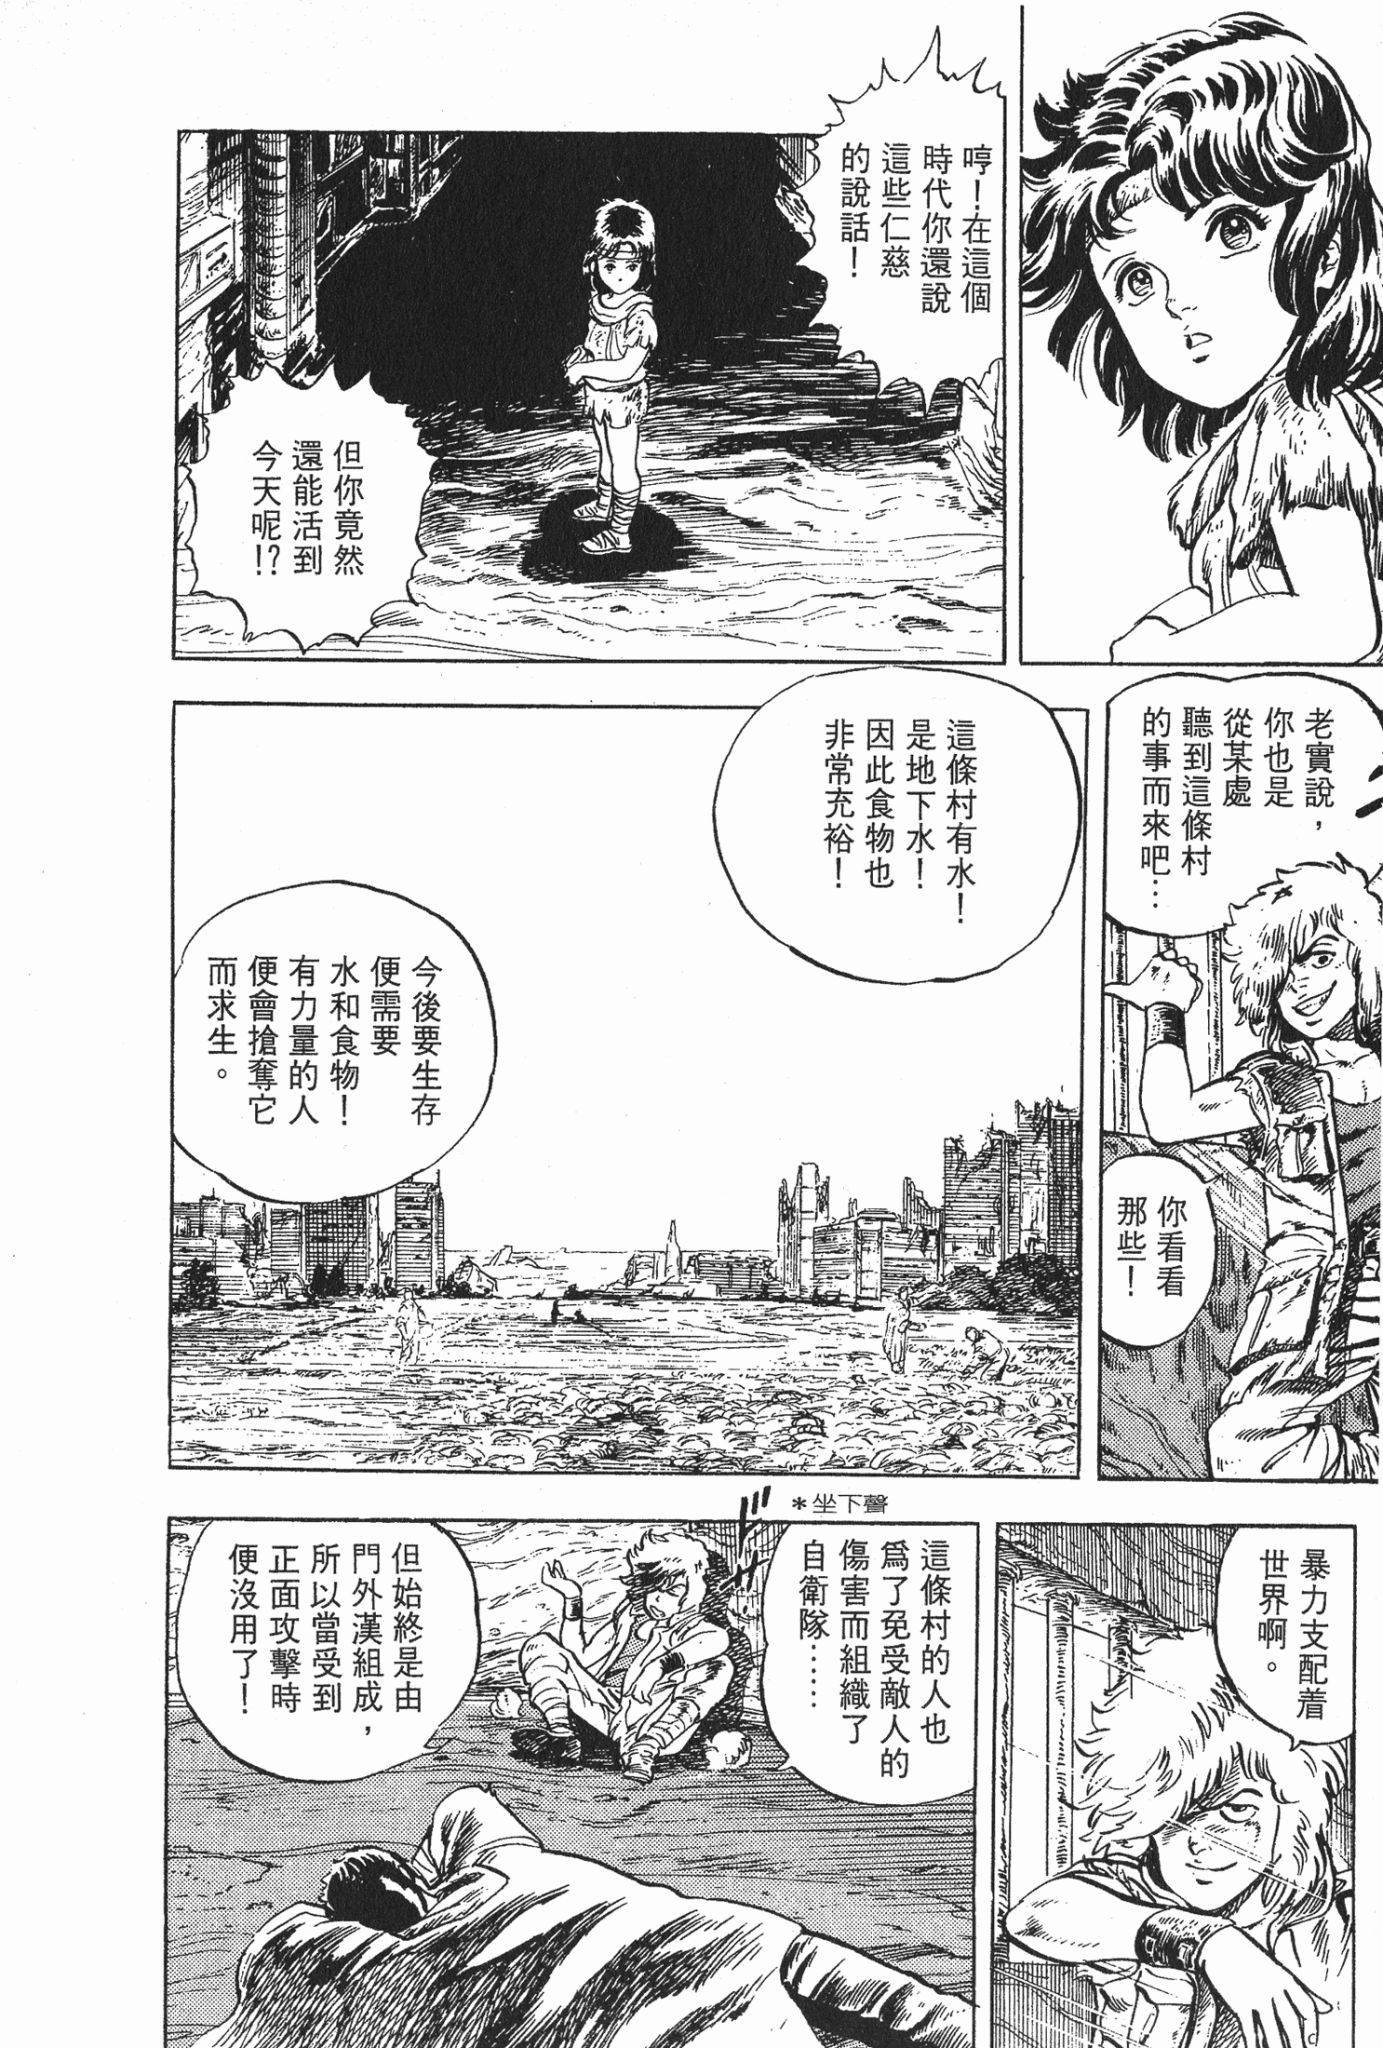 哼！在這個
時代你還說
這些仁慈
的說話！
但你竟然
還能活到
今天呢!?
老實說，
你也是
從某處
聽到這條村
的事而來吧…
你看看
那些！
這條村有水！
是地下水！
因此食物也
非常充裕！
今後要生存
便需要
水和食物！
有力量的人
便會搶奪它
而求生。
暴力支配着
世界啊。
＊坐下聲
這條村的人也
爲了免受敵人的
傷害而組織了
自衛隊……
但始終是由
門外漢組成，
所以當受到
正面攻擊時
便沒用了！